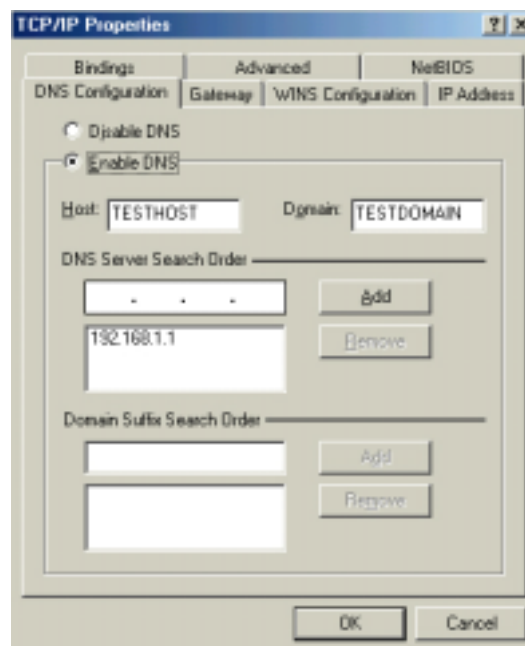 TCP/IP Properties
Bindings Advanced NetBIOS
DNS Configuration Gateway WINS Configuration IP Address
Disable DNS
Enable DNS
Host: TESTHOST Domain: TESTDOMAIN
DNS Server Search Order
. . .
Add
192.168.1.1
Remove
Domain Suffix Search Order
Add
Remove
OK Cancel